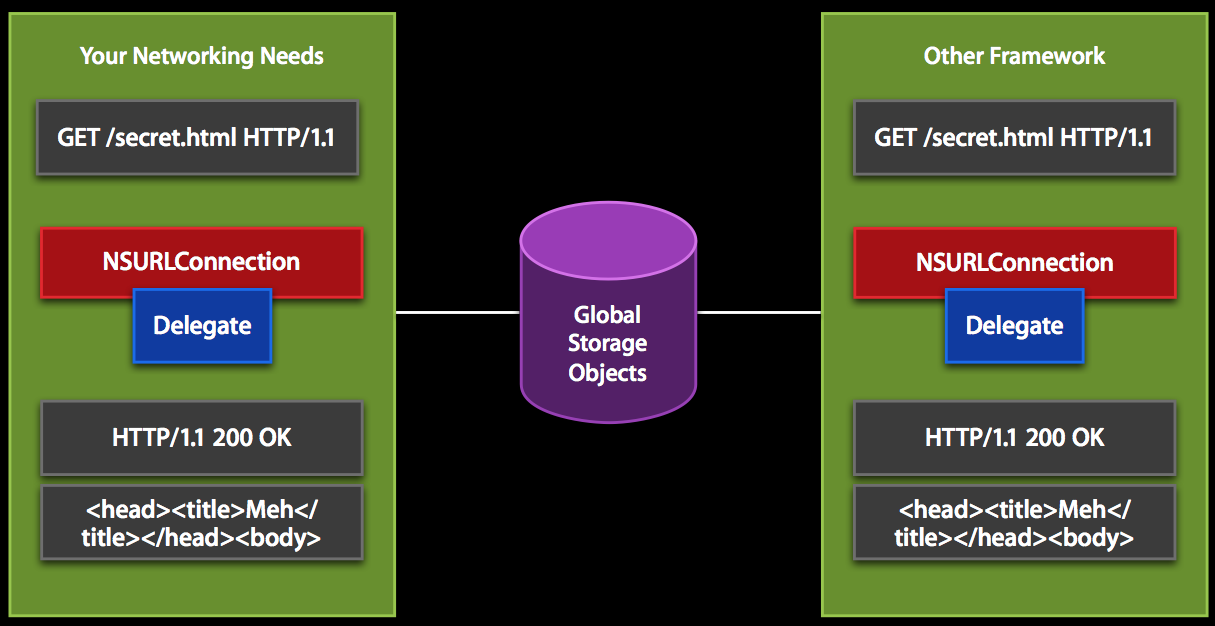 Your Networking Needs
GET /secret.html HTTP/1.1
NSURLConnection
Delegate
HTTP/1.1 200 OK
<head><title>Meh</
title></head><body>
Global
Storage
Objects
Other Framework
GET /secret.html HTTP/1.1
NSURLConnection
Delegate
HTTP/1.1 200 OK
<head><title>Meh</
title></head><body>